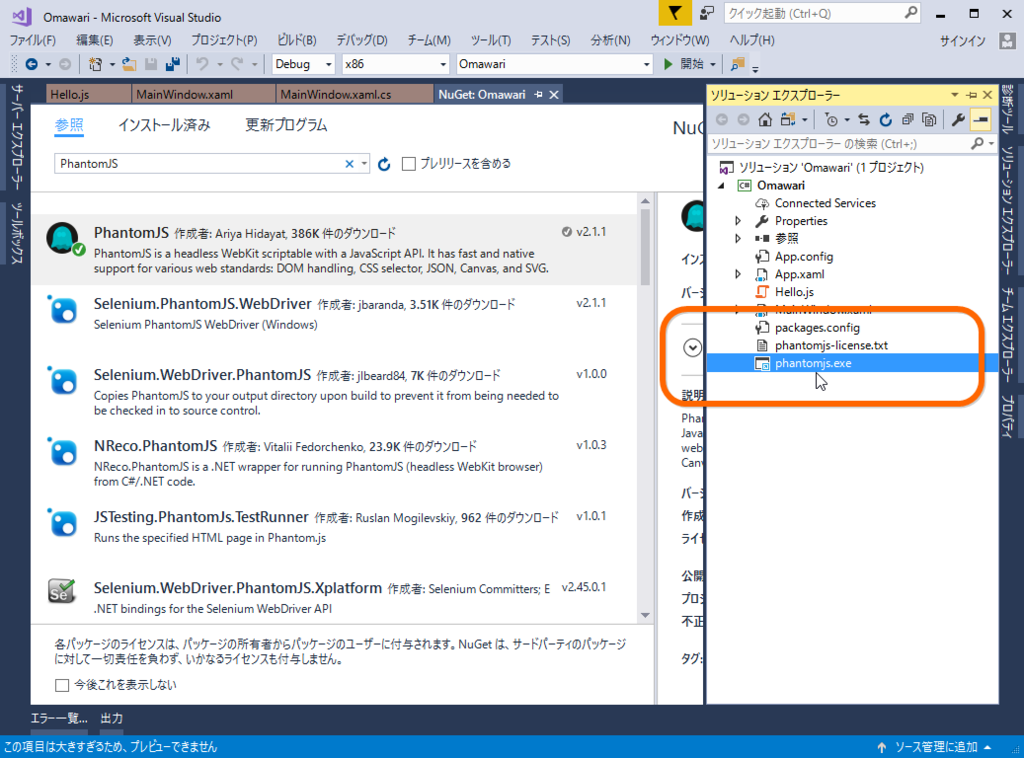 Omawari - Microsoft Visual Studio
クイック起動 (Ctrl+Q)
ファイル(F) 編集(E) 表示(V) プロジェクト(P) ビルド(B) デバッグ(D) チーム(M) ツール(T) テスト(S) 分析(N) ウィンドウ(W) ヘルプ(H) サインイン
Debug x86 Omawari 開始
サーバー エクスプローラー
ツールボックス
Hello.js MainWindow.xaml MainWindow.xaml.cs NuGet: Omawari
参照 インストール済み 更新プログラム
PhantomJS
プレリリースを含める
PhantomJS 作成者: Ariya Hidayat, 386K 件のダウンロード v2.1.1
PhantomJS is a headless WebKit scriptable with a JavaScript API. It has fast and native
support for various web standards: DOM handling, CSS selector, JSON, Canvas, and SVG.
Selenium.PhantomJS.WebDriver 作成者: jbaranda, 3.51K 件のダウンロード v2.1.1
Selenium PhantomJS WebDriver (Windows)
Selenium.WebDriver.PhantomJS 作成者: jlbeard84, 7K 件のダウンロード v1.0.0
Copies PhantomJS to your output directory upon build to prevent it from being needed to
be checked in to source control.
NReco.PhantomJS 作成者: Vitalii Fedorchenko, 23.9K 件のダウンロード v1.0.3
NReco.PhantomJS is a .NET wrapper for running PhantomJS (headless WebKit browser)
from C#/.NET code.
JSTesting.PhantomJs.TestRunner 作成者: Ruslan Mogilevskiy, 962 件のダウンロード v1.0.1
Runs the specified HTML page in Phantom.js
Se
Selenium.WebDriver.PhantomJS.Xplatform 作成者: Selenium Committers; E v2.45.0.1
.NET bindings for the Selenium WebDriver API
各パッケージのライセンスは、パッケージの所有者からパッケージのユーザーに付与されます。NuGet は、サードパーティのパッケージ
に対して一切責任を負わず、いかなるライセンスも付与しません。
今後これを表示しない
NuG
インス
バージ
説明
Phan
Java
web
Canv
バージ
作成
ライセ
公開
プロジ
不正
タグ:
ソリューション エクスプローラー
ソリューション エクスプローラー の検索 (Ctrl+;)
ソリューション 'Omawari' (1 プロジェクト)
Omawari
Connected Services
Properties
参照
App.config
App.xaml
Hello.js
MainWindow.xaml
packages.config
phantomjs-license.txt
phantomjs.exe
診断ツール
ソリューション エクスプローラー
チーム エクスプローラー
プロパティ
エラー一覧... 出力
この項目は大きすぎるため、プレビューできません ソース管理に追加